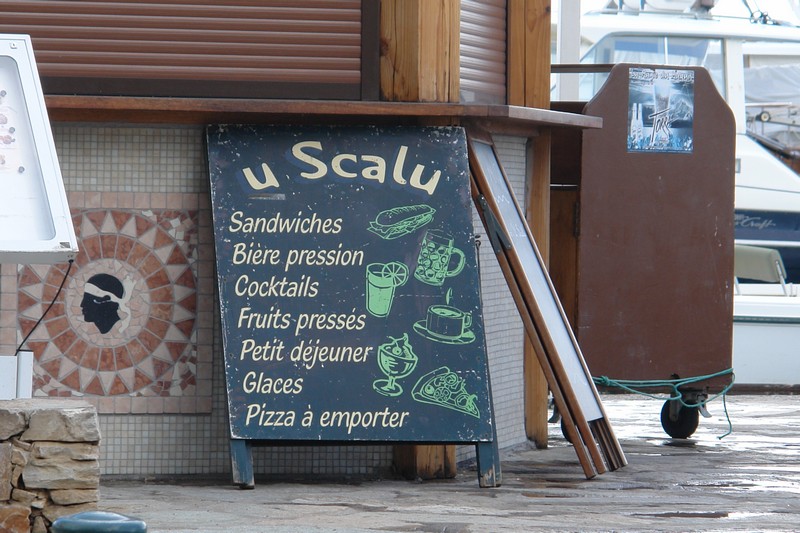 u Scalu
Sandwiches
Bière pression
Cocktails
Fruits pressés
Petit déjeuner
Glaces
Pizza à emporter